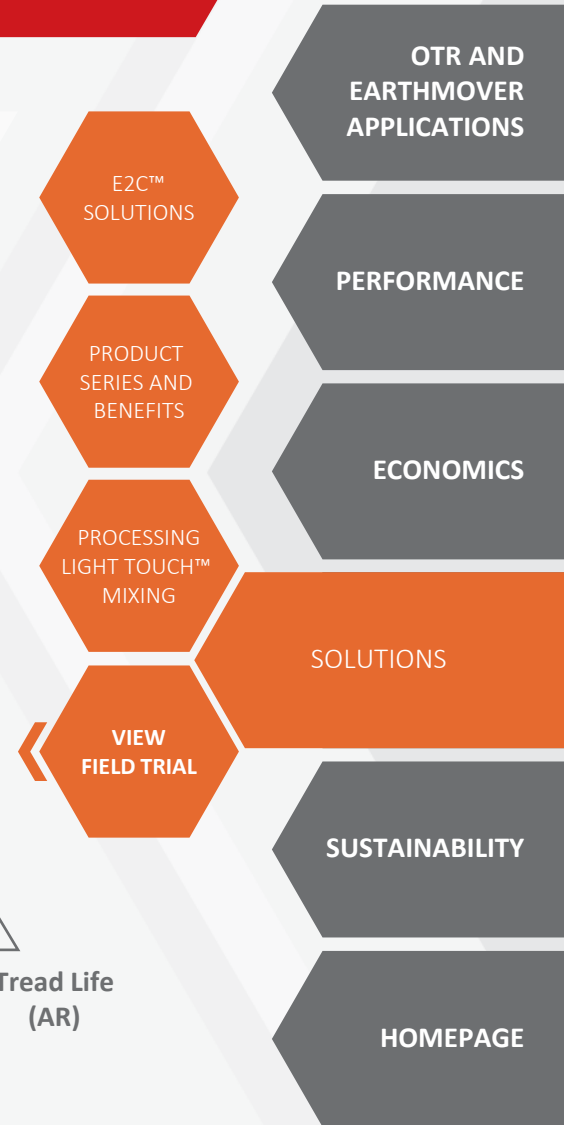 OTR AND
EARTHMOVER
APPLICATIONS
E2C™
SOLUTIONS
PERFORMANCE
PRODUCT
SERIES AND
BENEFITS
ECONOMICS
PROCESSING
LIGHT TOUCH™
MIXING
SOLUTIONS
VIEW
FIELD TRIAL
SUSTAINABILITY
Tread Life
(AR)
HOMEPAGE